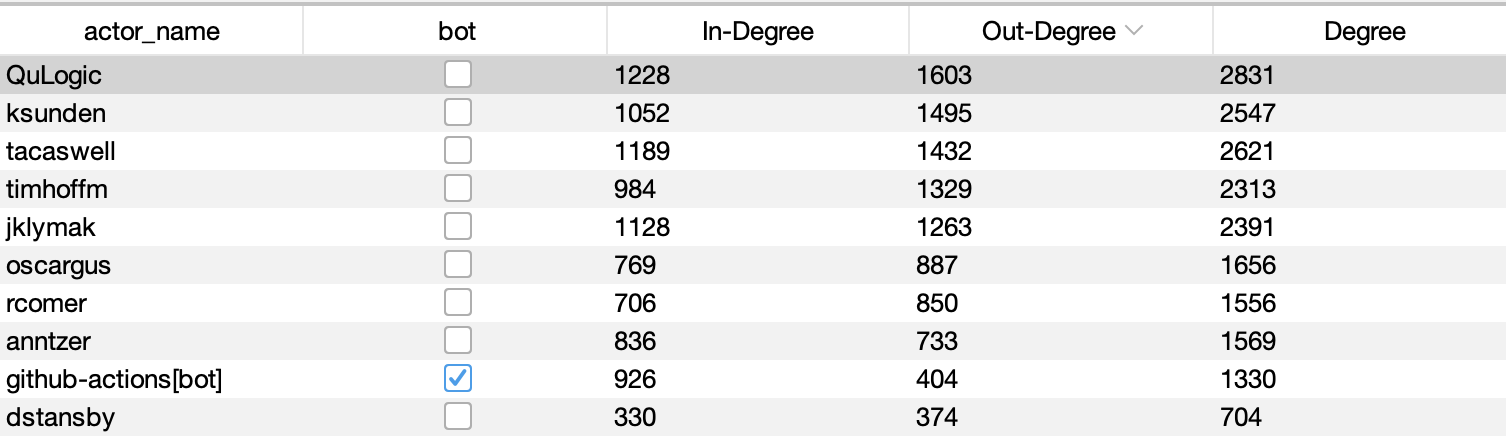 actor_name bot In-Degree Out-Degree Degree
QuLogic 1228 1603 2831
ksunden 1052 1495 2547
tacaswell 1189 1432 2621
timhoffm 984 1329 2313
jklymak 1128 1263 2391
oscargus 769 887 1656
rcomer 706 850 1556
anntzer 836 733 1569
github-actions[bot] 926 404 1330
dstansby 330 374 704